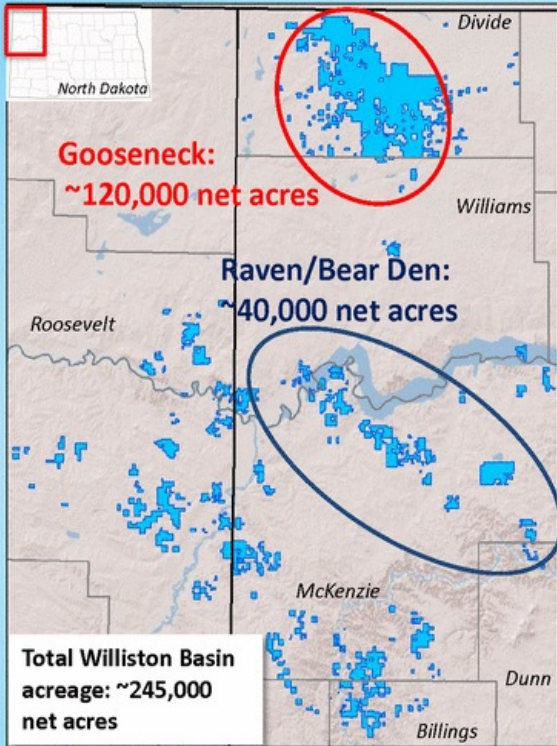 Divide
North Dakota
Gooseneck:
~120,000 net acres
Williams
Raven/Bear Den:
~40,000 net acres
Roosevelt
McKenzie
Total Williston Basin
acreage: ~245,000
net acres
Dunn
Billings